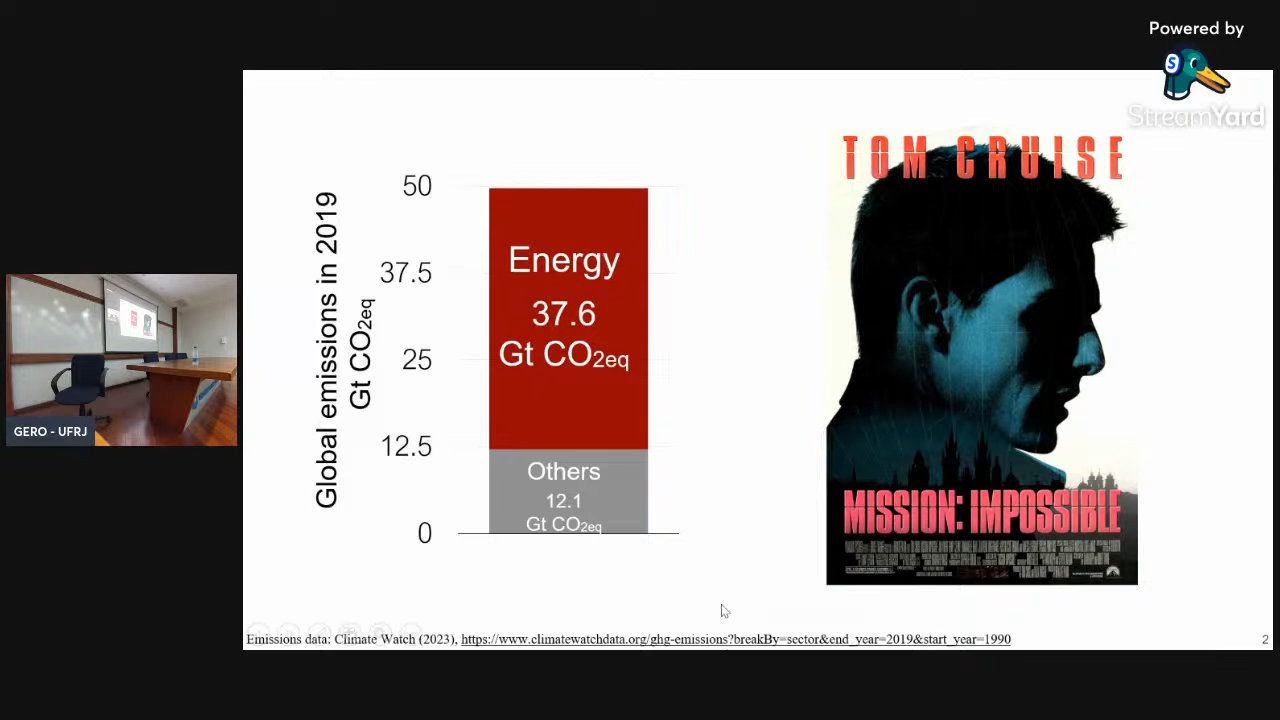 Powered by
StreamYard
Global emissions in 2019
Gt CO2eq
50
37.5
25
12.5
0
Energy
37.6
Gt CO2eq
Others
12.1
Gt CO2eq
TOM CRUISE
MISSION: IMPOSSIBLE
GERO - UFRJ
Emissions data: Climate Watch (2023), https://www.climatewatchdata.org/ghg-emissions?breakBy=sector&end_year=2019&start_year=1990
2